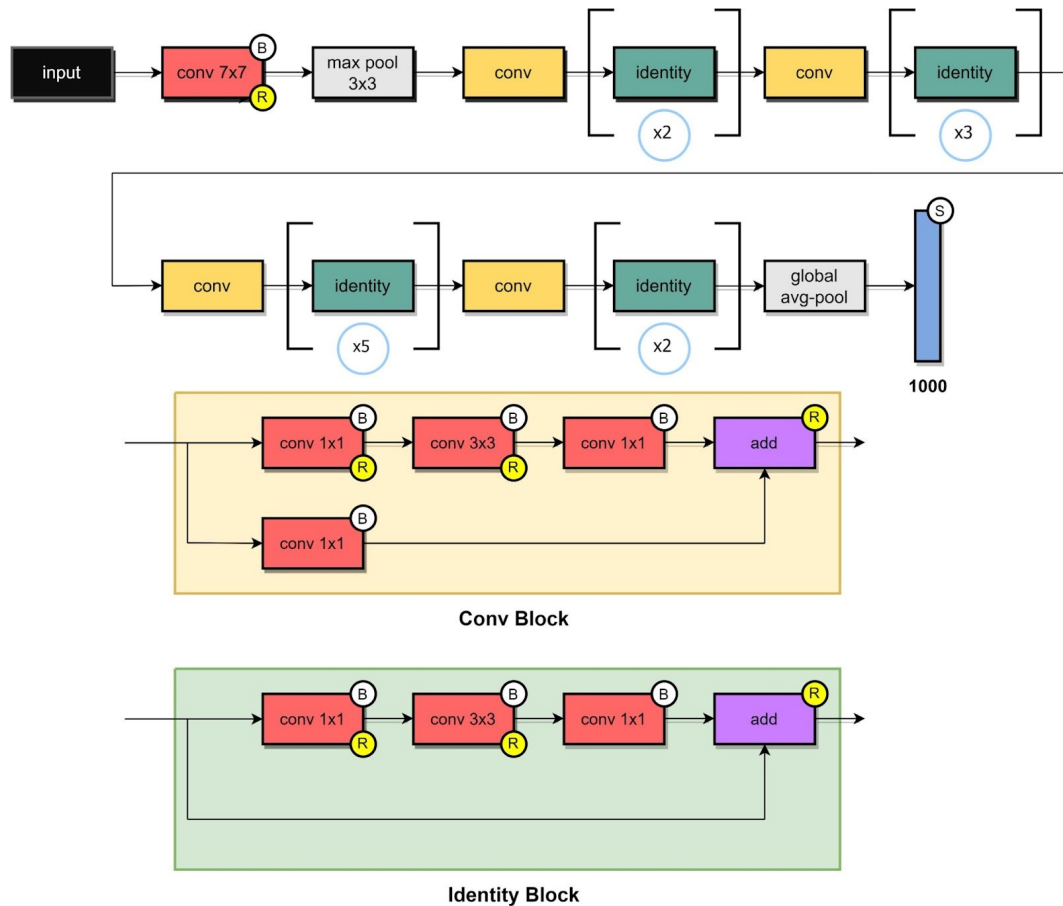 input
conv 7x7
B
R
max pool
3x3
conv
identity
x2
conv
identity
x3
conv
identity
x5
conv
identity
x2
global
avg-pool
S
1000
conv 1x1
B
R
conv 3x3
B
R
conv 1x1
B
add
R
conv 1x1
B
Conv Block
conv 1x1
B
R
conv 3x3
B
R
conv 1x1
B
add
R
Identity Block